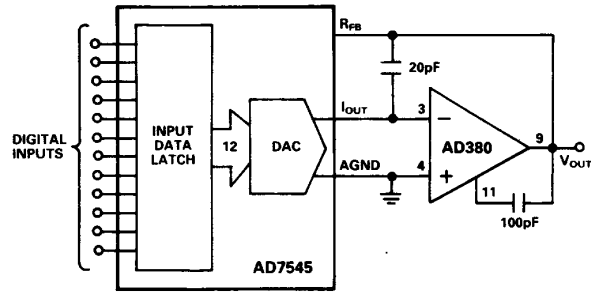 DIGITAL
INPUTS
INPUT
DATA
LATCH
12
DAC
AD7545
RFB
20pF
IOUT
AGND
3
4
AD380
9
11
VOUT
100pF
−
+